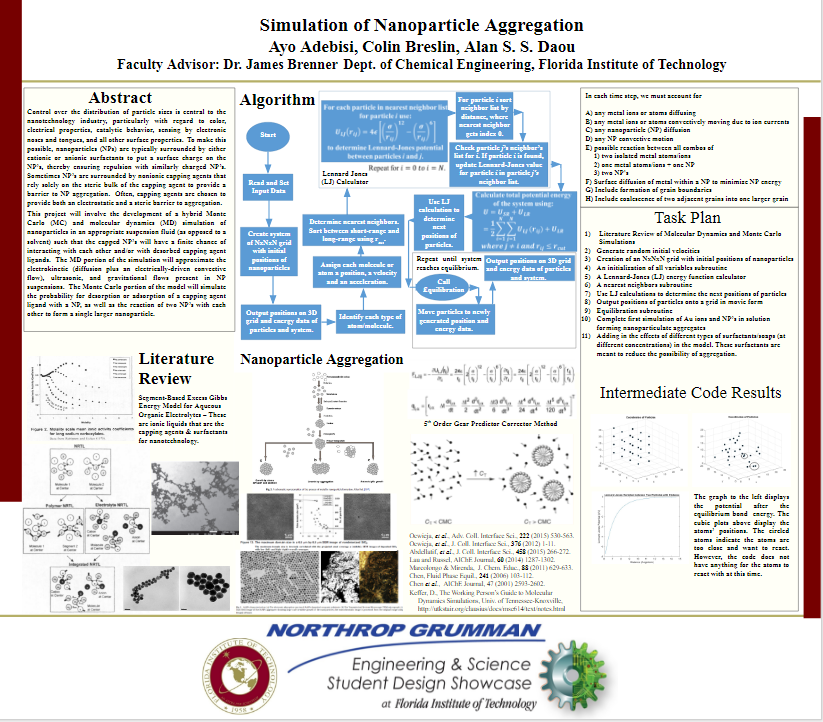 Simulation of Nanoparticle Aggregation
Ayo Adebisi, Colin Breslin, Alan S. S. Daou
Faculty Advisor: Dr. James Brenner Dept. of Chemical Engineering, Florida Institute of Technology
Abstract
Control over the distribution of particle sizes is central to the
nanotechnology industry, particularly with regard to color,
electrical properties, catalytic behavior, sensing by electronic
noses and tongues, and all other surface properties. To make this
possible, nanoparticles (NPs) are typically surrounded by either
cationic or anionic surfactants to put a surface charge on the
NP's, thereby ensuring repulsion with similarly charged NP's.
Sometimes NP's are surrounded by nonionic capping agents that
rely solely on the steric bulk of the capping agent to provide a
barrier to NP aggregation. Often, capping agents are chosen to
provide both electrostatic and a steric barrier to aggregation.
This project will involve the development of a hybrid Monte
Carlo (MC) and molecular dynamics (MD) simulation of
nanoparticles in an appropriate suspension fluid (as opposed to a
solvent) such that the capped NP's will have a finite chance of
interacting with each other and/or with desorbed capping agent
ligands. The MD portion of the simulation will approximate the
electrokinetic (diffusion plus an electrically-driven convective
flow), ultrasonic, and gravitational flows present in NP
suspensions. The Monte Carlo portion of the model will simulate
the probability for desorption or adsorption of a capping agent
ligand with a NP, as well as the reaction of two NP's with each
other to form a single larger nanoparticle.
Algorithm
Start
Read and Set
Input Data
Create system
of NxNxN grid
with initial
positions of
nanoparticles
Output positions on 3D
grid and energy data of
particles and system.
Identify each type of
atom/molecule.
Assign each molecule or
atom a position, a velocity
and an acceleration.
Determine nearest neighbors.
Sort between short-range and
long-range using r
Lennard Jones
(LJ) Calculator
For each particle in nearest neighbor list
for particle i use:
to determine Lennard-Jones potential
between particles i and j.
Repeat for i = 0 to i = N.
For particle i sort
neighbor list by
distance, where
nearest neighbor
gets index 0.
Check particle j's neighbor's
list for i. If particle i is found,
update Lennard-Jones value
for particle i in particle j's
neighbor list.
Use LJ
calculation to
determine
next
positions of
particles.
Calculate total potential energy
of the system using:
Repeat until system
reaches equilibrium.
Call
Equilibration
Output positions on 3D grid
and energy data of particles
and system.
Move particles to newly
generated position and
energy data.
In each time step, we must account for
A) any metal ions or atoms diffusing
B) any metal ions or atoms convectively moving due to ion currents
C) any nanoparticle (NP) diffusion
D) any NP convective motion
E) possible reaction between all combos of
1) two isolated metal atoms/ions
2) one metal atom/ions + one NP
3) two NP's
F) Surface diffusion of metal within a NP to minimize NP energy
G) Include formation of grain boundaries
H) Include coalescence of two adjacent grains into one larger grain
Task Plan
1) Literature Review of Molecular Dynamics and Monte Carlo
Simulations
2) Generate random initial velocities
3) Creation of an NxNxN grid with initial positions of nanoparticles
4) An initialization of all variables subroutine
5) A Lennard-Jones (LJ) energy function calculator
6) A nearest neighbors subroutine
7) Use LJ calculations to determine the next positions of particles
8) Output positions of particles onto a grid in movie form
9) Equilibration subroutine
10) Complete first simulation of Au ions and NP's in solution
forming nanoparticulate aggregates
11) Adding in the effects of different types of surfactants/soaps (at
different concentrations) in the model. These surfactants are
meant to reduce the possibility of aggregation.
Literature
Review
Segment-Based Excess Gibbs
Energy Model for Aqueous
Organic Electrolytes – These
are ionic liquids that are the
capping agents & surfactants
for nanotechnology.
NRTL
Polymer NRTL
Electrolyte NRTL
Integrated NRTL
Nanoparticle Aggregation
5th Order Gear Predictor Corrector Method
C₁ < CMC
C₂ > CMC
Ocwieja, et.al., Adv. Coll. Interface Sci., 222 (2015) 530-563.
Ocwieja, et.al., J. Coll. Interface Sci., 376 (2012) 1-11.
Abdellatif, et.al., J. Coll. Interface Sci., 458 (2015) 266-272.
Lau and Russel, AIChE Journal, 60 (2014) 1287-1302.
Marcolongo & Mirenda, J. Chem. Educ., 88 (2011) 629-633.
Chen, Fluid Phase Equil., 241 (2006) 103-112.
Chen et.al., AIChE Journal, 47 (2001) 2593-2602.
Keffer, D., The Working Person's Guide to Molecular
Dynamics Simulations, Univ. of Tennessee-Knoxville,
Intermediate Code Results
The graph to the left displays
the potential after the
equilibrium bond energy. The
cubic plots above display the
atoms' positions. The circled
atoms indicate the atoms are
too close and want to react.
However, the code does not
have anything for the atoms to
react with at this time.
NORTHROP GRUMMAN
Engineering & Science
Student Design Showcase
at Florida Institute of Technology
FLORIDA INSTITUTE OF TECHNOLOGY
1958